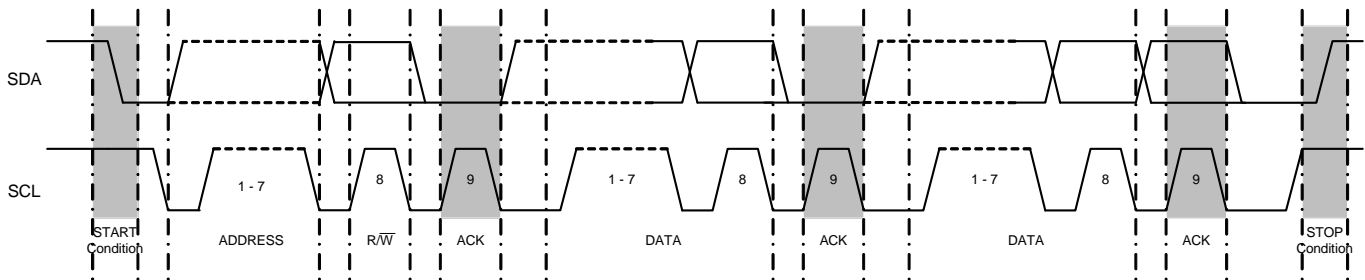 SDA
SCL
1 - 7
8
9
1 - 7
8
9
1 - 7
8
9
START
Condition
ADDRESS
R/W̅
ACK
DATA
ACK
DATA
ACK
STOP
Condition